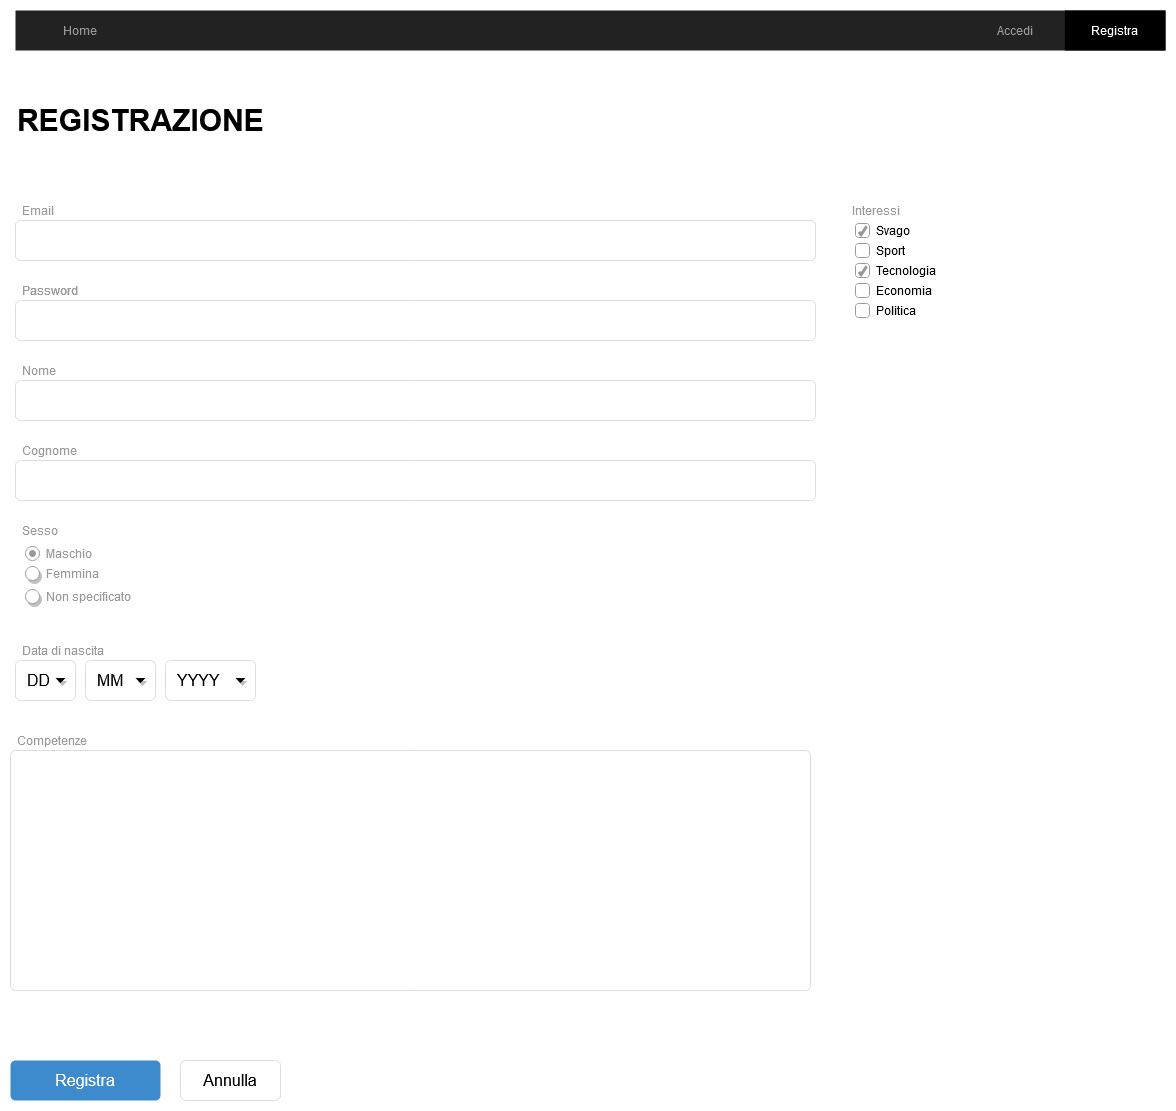 Home Accedi Registra
REGISTRAZIONE
Email
Password
Nome
Cognome
Sesso
Maschio
Femmina
Non specificato
Data di nascita
DD MM YYYY
Competenze
Interessi
Svago
Sport
Tecnologia
Economia
Politica
Registra Annulla